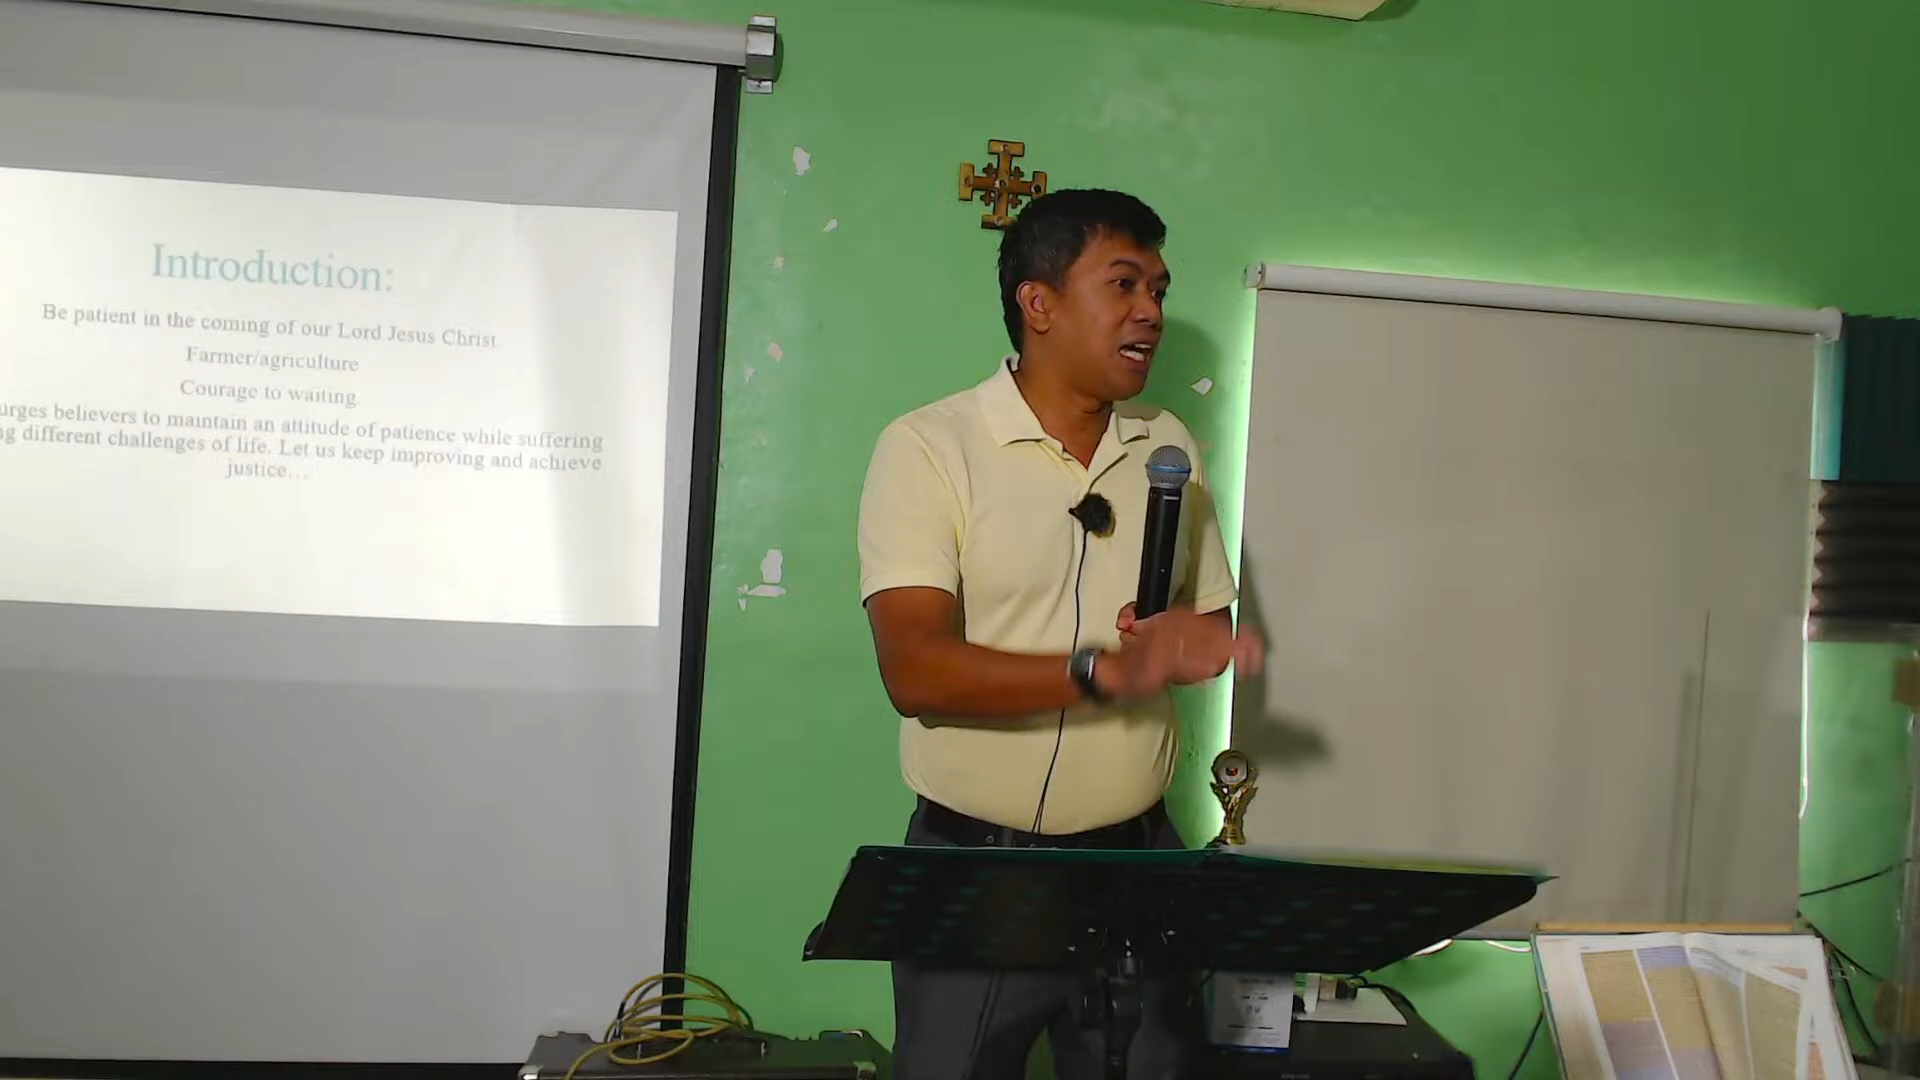 Introduction:
Be patient in the coming of our Lord Jesus Christ.
Farmer/agriculture
Courage to waiting
urges believers to maintain an attitude of patience while suffering
different challenges of life. Let us keep improving and achieve
justice…